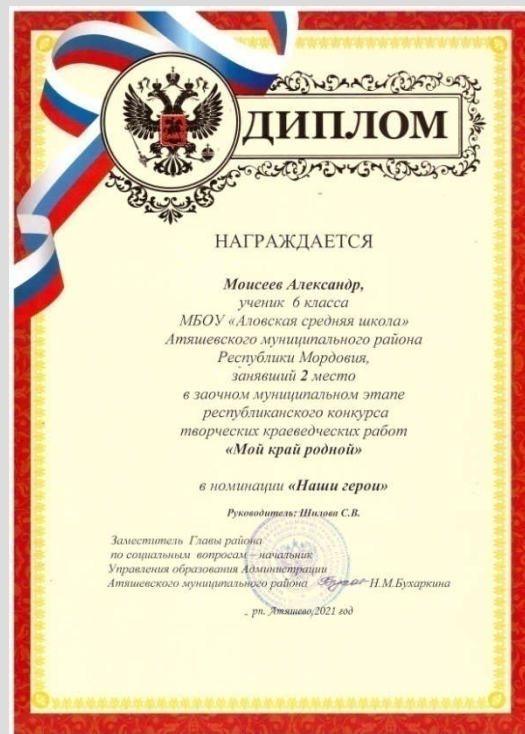 ДИПЛОМ
НАГРАЖДАЕТСЯ
Моисеев Александр,
ученик 6 класса
МБОУ «Аловская средняя школа»
Атяшевского муниципального района
Республики Мордовия,
занявший 2 место
в заочном муниципальном этапе
республиканского конкурса
творческих краеведческих работ
«Мой край родной»
в номинации «Наши герои»
Руководитель: Шилова С.В.
Заместитель Главы района
по социальным вопросам – начальник
Управления образования Администрации
Атяшевского муниципального района Н.М.Бухаркина
рп. Атяшево,2021 год